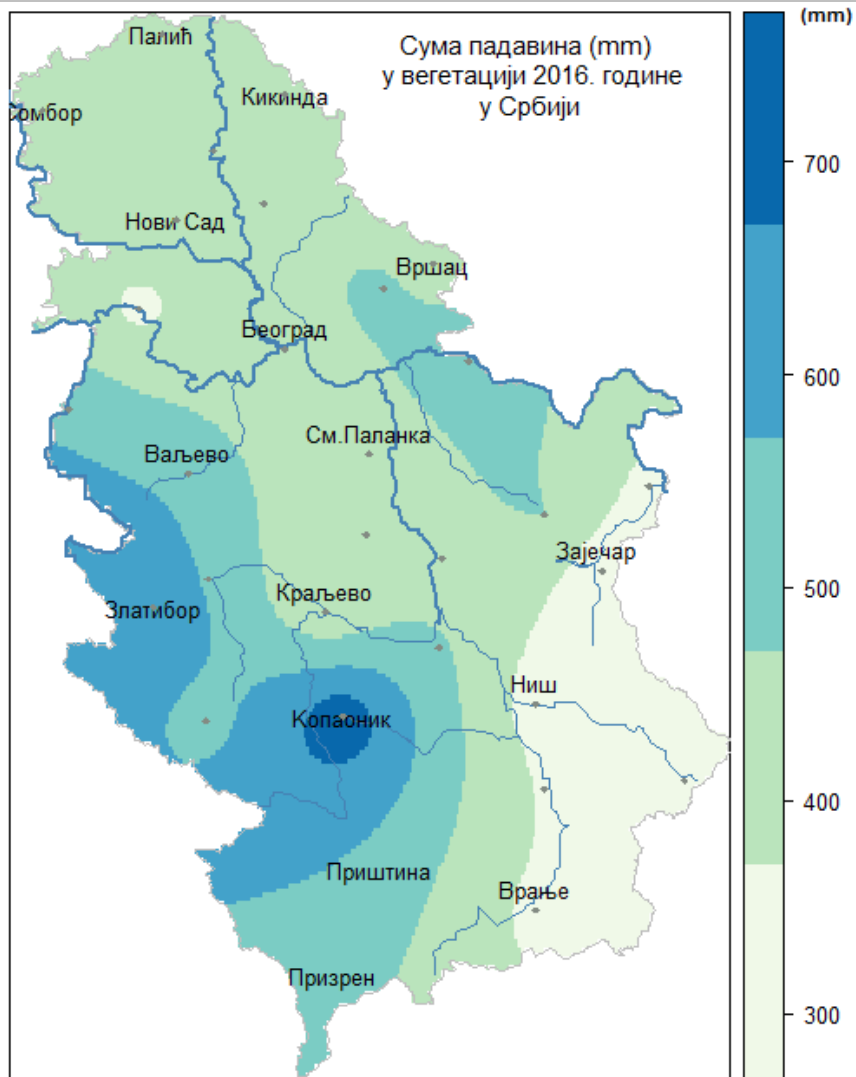 (mm)
Палић
Сума падавина (mm)
у вегетацији 2016. године
у Србији
Кикинда
Сомбор
700
Нови Сад
Вршац
Београд
600
См.Паланка
Ваљево
Зајечар
500
Краљево
Златибор
Ниш
Копаоник
400
Приштина
Врање
Призрен
300